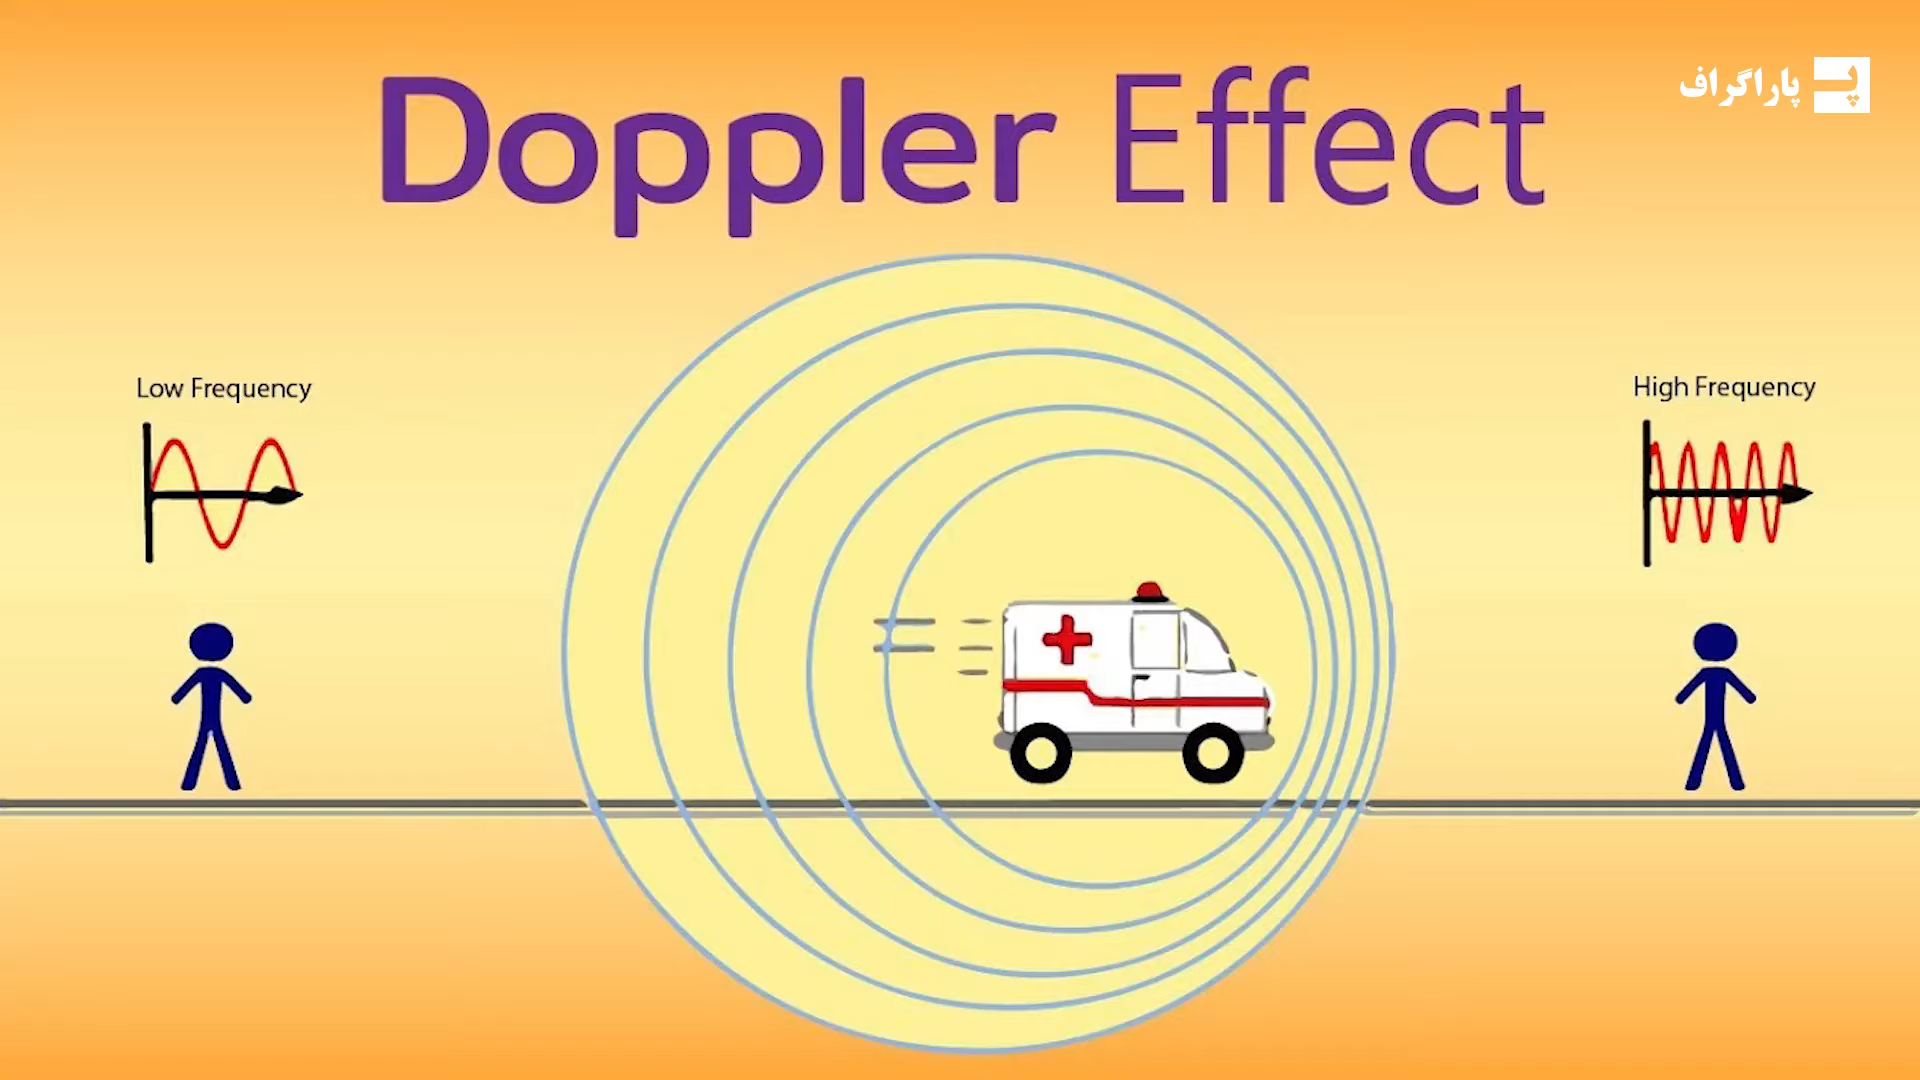 Doppler Effect
پاراگراف
Low Frequency
High Frequency